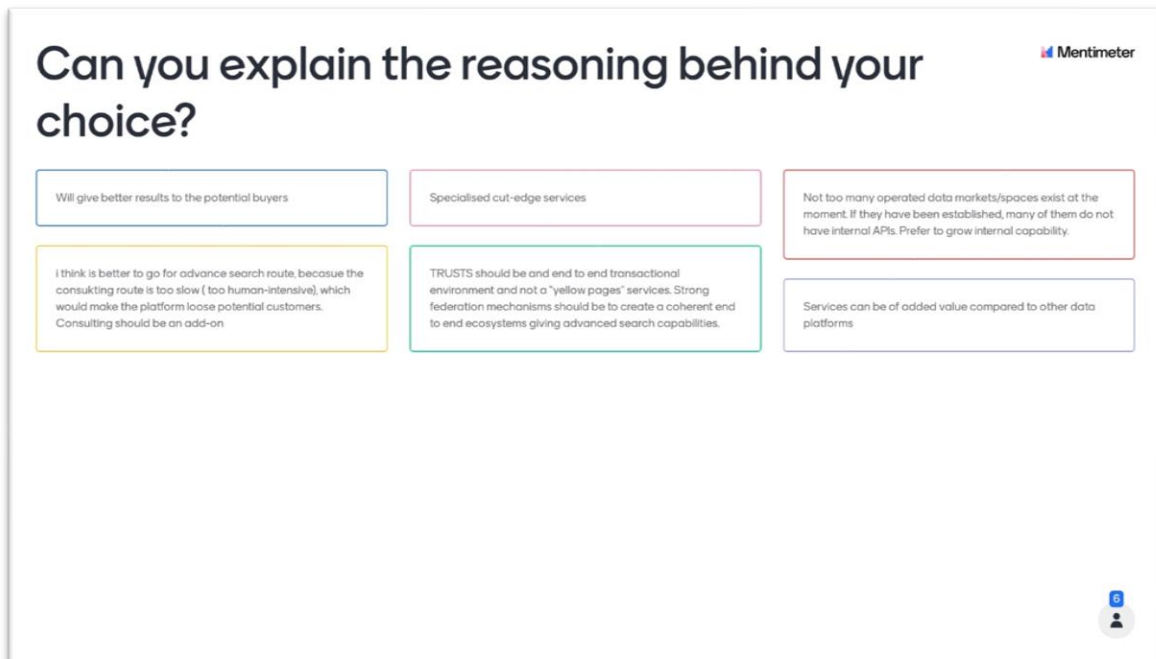 Can you explain the reasoning behind your
choice?
Mentimeter
Will give better results to the potential buyers
Specialised cut-edge services
Not too many operated data markets/spaces exist at the
moment. If they have been established, many of them do not
have internal APIs. Prefer to grow internal capability.
i think is better to go for advance search route, becasue the
consukting route is too slow ( too human-intensive), which
would make the platform loose potential customers.
Consulting should be an add-on
TRUSTS should be and end to end transactional
environment and not a "yellow pages" services. Strong
federation mechanisms should be to create a coherent end
to end ecosystems giving advanced search capabilities.
Services can be of added value compared to other data
platforms
6